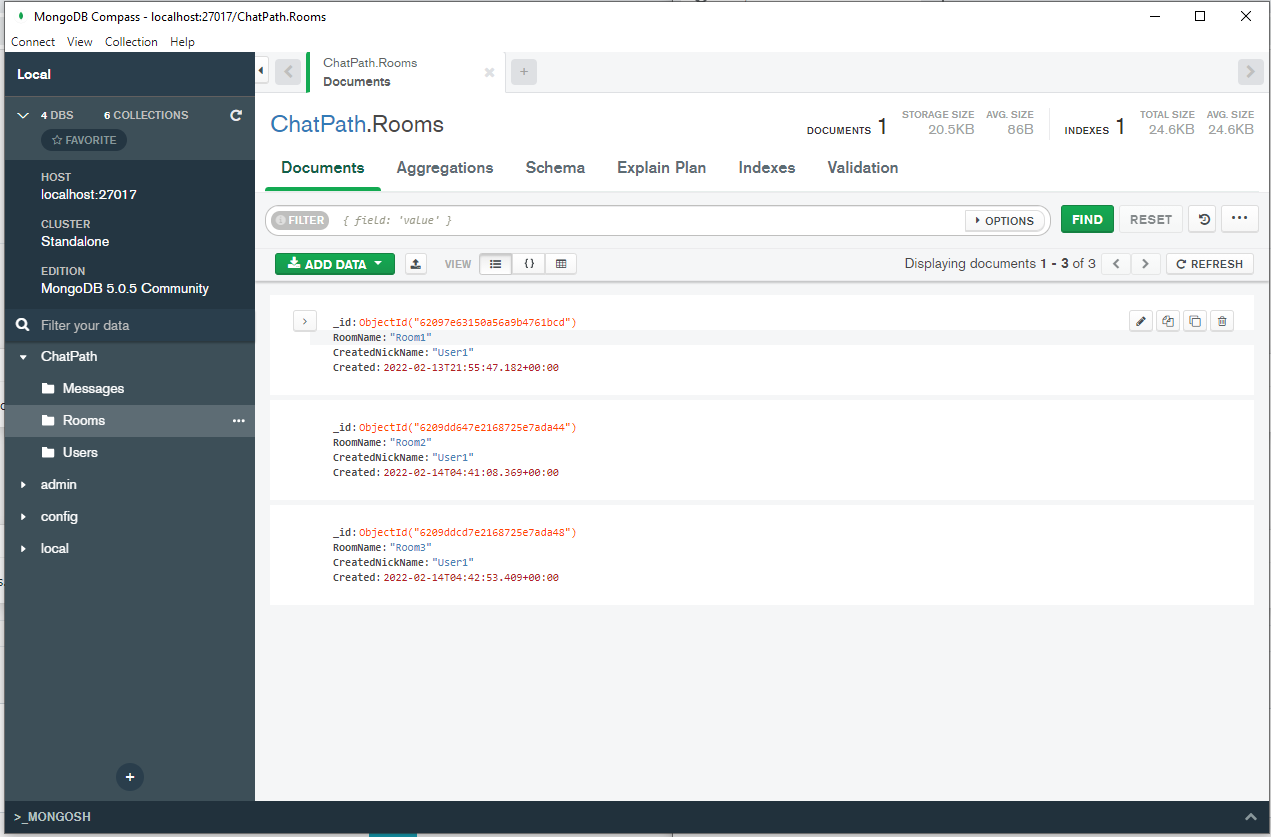 MongoDB Compass - localhost:27017/ChatPath.Rooms
Connect View Collection Help
Local
ChatPath.Rooms
Documents
4 DBS 6 COLLECTIONS
FAVORITE
HOST
localhost:27017
CLUSTER
Standalone
EDITION
MongoDB 5.0.5 Community
Filter your data
ChatPath
Messages
Rooms
Users
admin
config
local
ChatPath.Rooms
DOCUMENTS 1
STORAGE SIZE
20.5KB
AVG. SIZE
86B
INDEXES 1
TOTAL SIZE
24.6KB
AVG. SIZE
24.6KB
Documents Aggregations Schema Explain Plan Indexes Validation
FILTER { field: 'value' } OPTIONS FIND RESET
ADD DATA VIEW {} Displaying documents 1 - 3 of 3 REFRESH
_id: ObjectId("62097e63150a56a9b4761bcd")
RoomName: "Room1"
CreatedNickName: "User1"
Created: 2022-02-13T21:55:47.182+00:00
_id: ObjectId("6209dd647e2168725e7ada44")
RoomName: "Room2"
CreatedNickName: "User1"
Created: 2022-02-14T04:41:08.369+00:00
_id: ObjectId("6209ddcd7e2168725e7ada48")
RoomName: "Room3"
CreatedNickName: "User1"
Created: 2022-02-14T04:42:53.409+00:00
>_MONGOSH